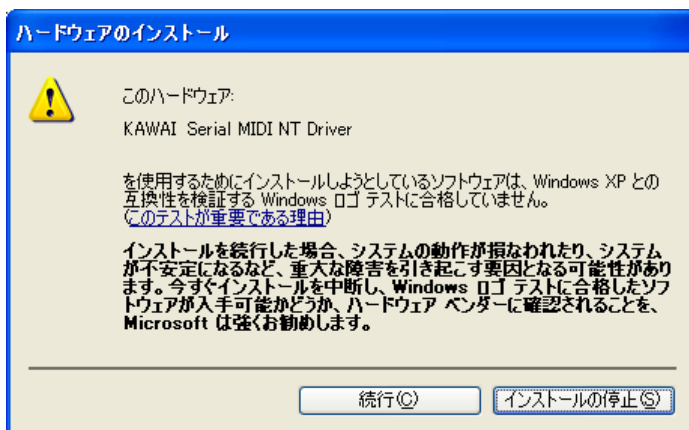 ハードウェアのインストール
このハードウェア:
KAWAI Serial MIDI NT Driver
を使用するためにインストールしようとしているソフトウェアは、Windows XP との
互換性を検証する Windows ロゴ テストに合格していません。
(このテストが重要である理由)
インストールを続行した場合、システムの動作が損なわれたり、システム
が不安定になるなど、重大な障害を引き起こす要因となる可能性があり
ます。今すぐインストールを中断し、Windows ロゴ テストに合格したソフ
トウェアが入手可能かどうか、ハードウェア ベンダーに確認されることを、
Microsoft は強くお勧めします。
続行(C) インストールの停止(S)